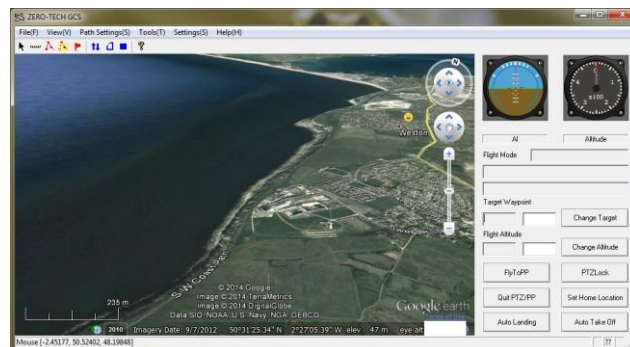 ZERO-TECH GCS
File(F) View(V) Path Settings(S) Tools(T) Settings(S) Help(H)
N
Weston
S W Coast
© 2014 Google
Image © 2014 TerraMetrics
Image © 2014 DigitalGlobe
Data SIO, NOAA, U.S. Navy, NGA, GEBCO
Google earth
236 m
2010 Imagery Date: 9/7/2012 50°31'25.34" N 2°27'05.39" W elev 47 m eye alt
Mouse [-2.45177, 50.52402, 48.19848]
x100
AI Altitude
Flight Mode
Target Waypoint
Change Target
Flight Altitude
Change Altitude
FlyToPP PTZLock
Quit PTZ/PP Set Home Location
Auto Landing Auto Take Off
??